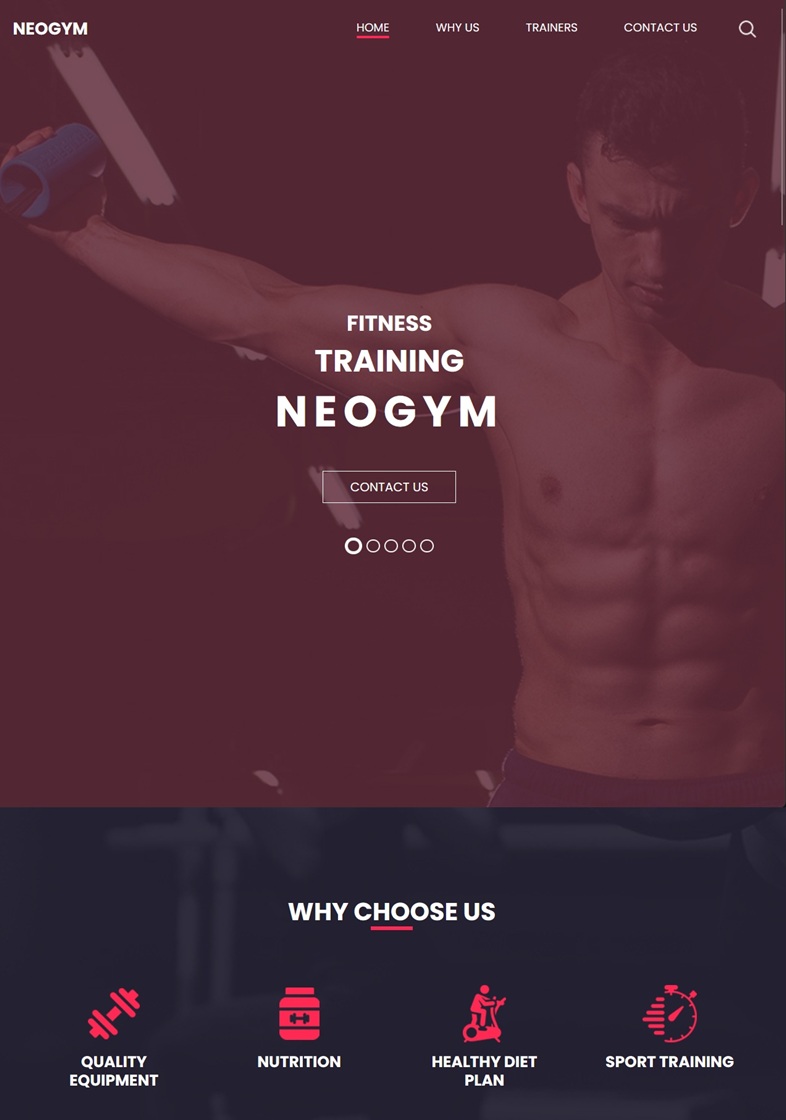 NEOGYM
HOME WHY US TRAINERS CONTACT US
FITNESS
TRAINING
NEOGYM
CONTACT US
WHY CHOOSE US
QUALITY
EQUIPMENT
NUTRITION
HEALTHY DIET
PLAN
SPORT TRAINING